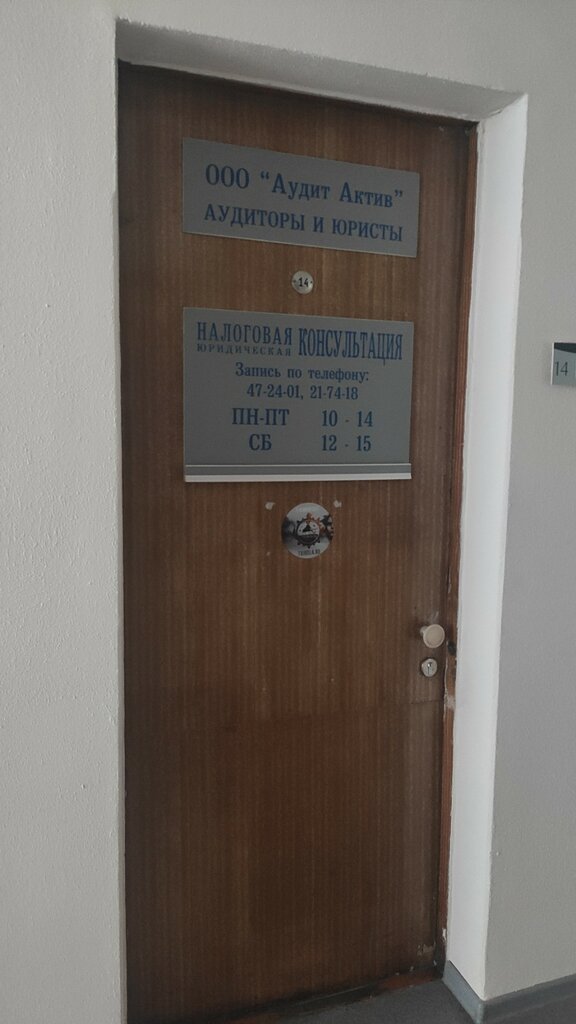 ООО “Аудит Актив”
АУДИТОРЫ И ЮРИСТЫ
14
НАЛОГОВАЯ
ЮРИДИЧЕСКАЯ
КОНСУЛЬТАЦИЯ
Запись по телефону:
47-24-01, 21-74-18
ПН-ПТ 10 - 14
СБ 12 - 15
14